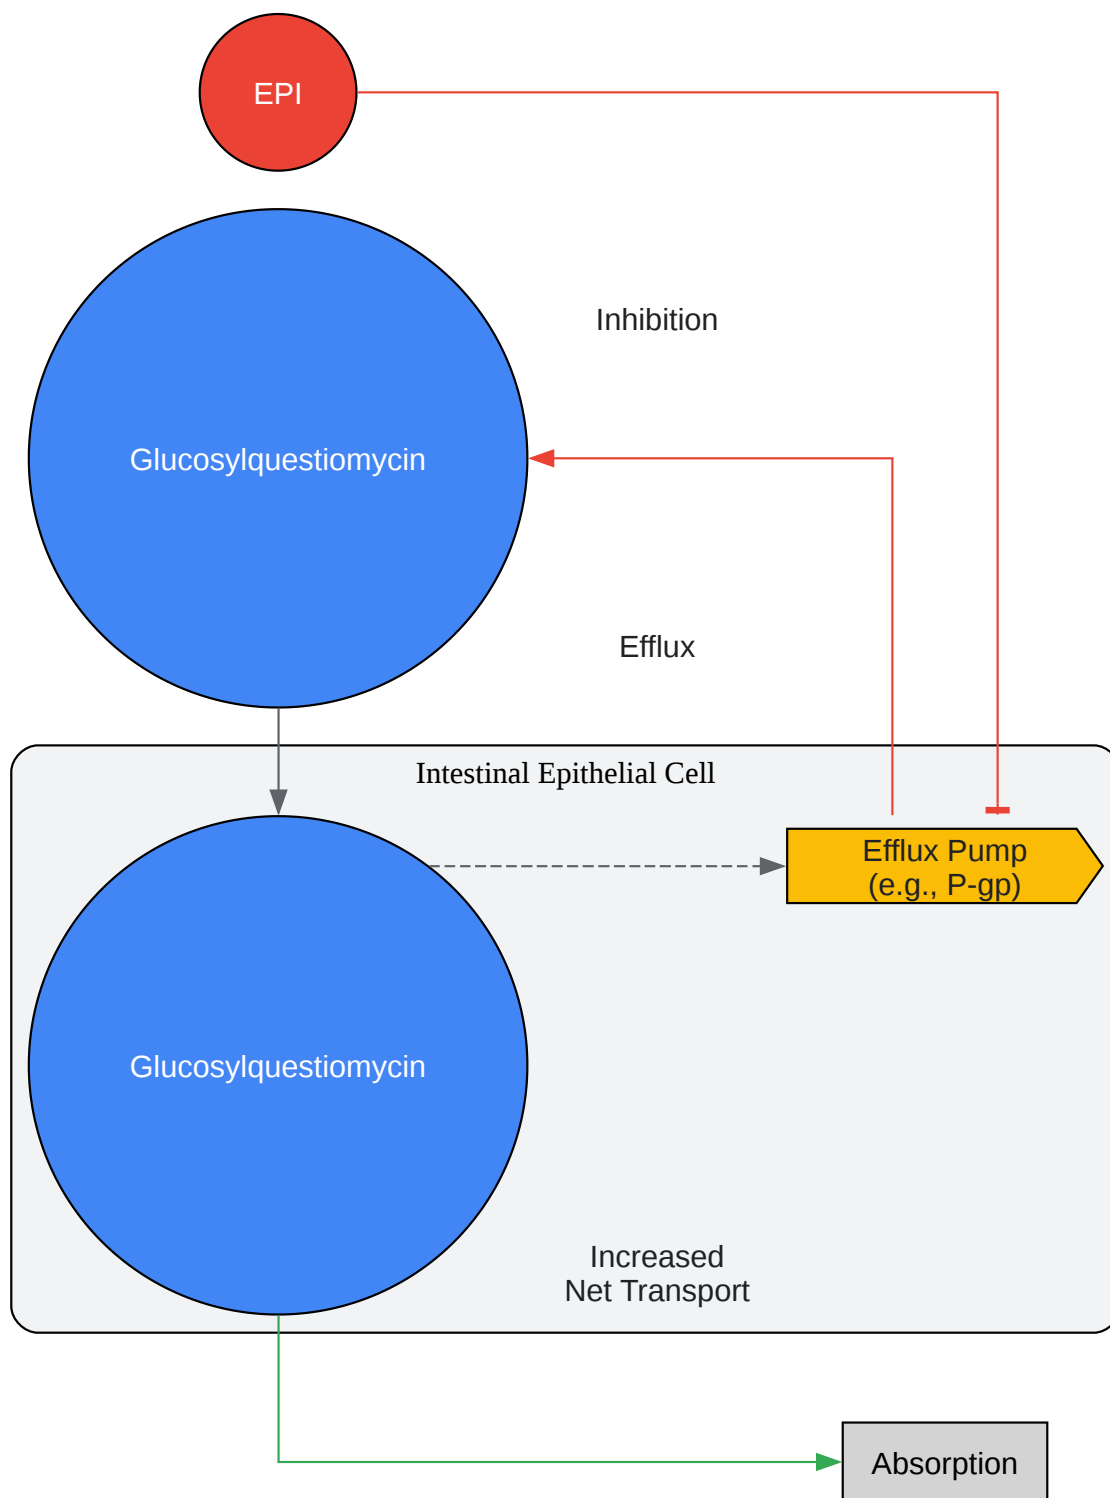 EPI
Inhibition
Glucosylquestiomycin
Efflux
Intestinal Epithelial Cell
Efflux Pump
(e.g., P-gp)
Glucosylquestiomycin
Increased
Net Transport
Absorption